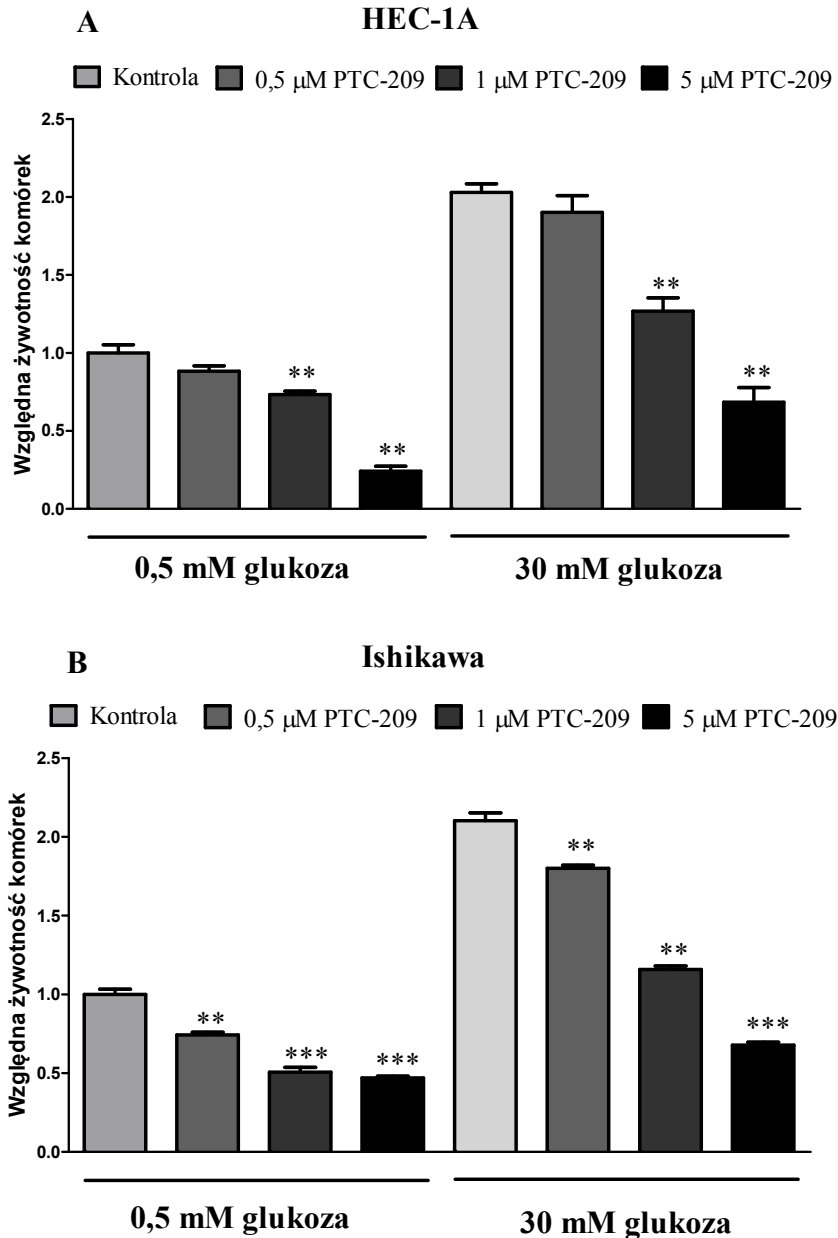 A
HEC-1A
Kontrola 0,5 µM PTC-209 1 µM PTC-209 5 µM PTC-209
Względna żywotność komórek
2.5
2.0
1.5
1.0
0.5
0.0
**
**
**
**
0,5 mM glukoza
30 mM glukoza
B
Ishikawa
Kontrola 0,5 µM PTC-209 1 µM PTC-209 5 µM PTC-209
Względna żywotność komórek
2.5
2.0
1.5
1.0
0.5
0.0
**
***
***
**
**
***
0,5 mM glukoza
30 mM glukoza